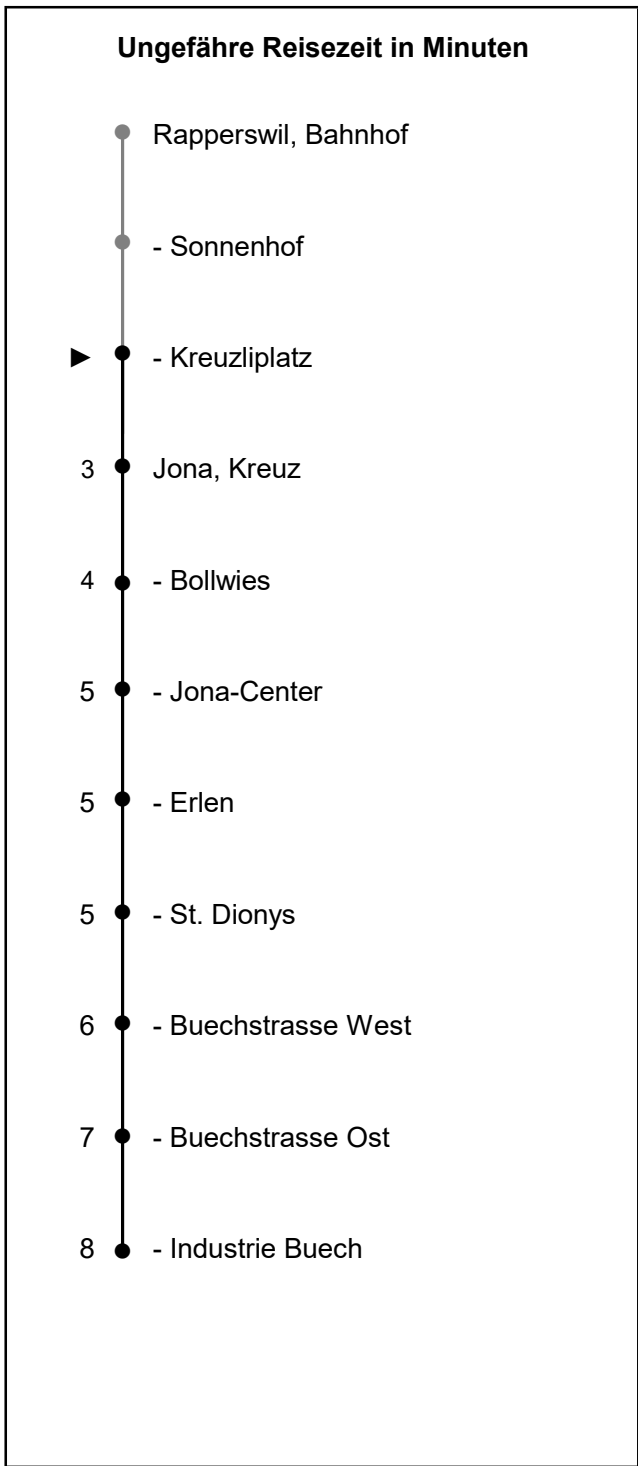 Ungefähre Reisezeit in Minuten
Rapperswil, Bahnhof
- Sonnenhof
► - Kreuzliplatz
3 Jona, Kreuz
4 - Bollwies
5 - Jona-Center
5 - Erlen
5 - St. Dionys
6 - Buechstrasse West
7 - Buechstrasse Ost
8 - Industrie Buech